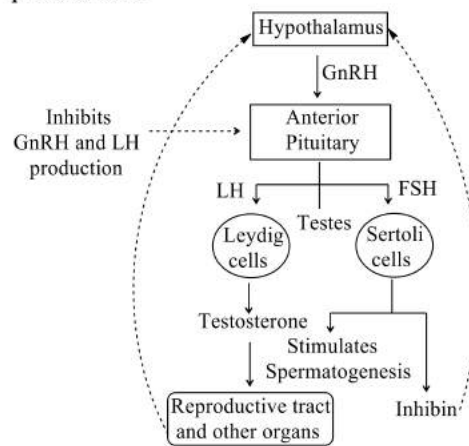 Hypothalamus
GnRH
Inhibits
GnRH and LH
production
Anterior
Pituitary
LH
FSH
Testes
Leydig
cells
Sertoli
cells
Testosterone
Stimulates
Spermatogenesis
Reproductive tract
and other organs
Inhibin